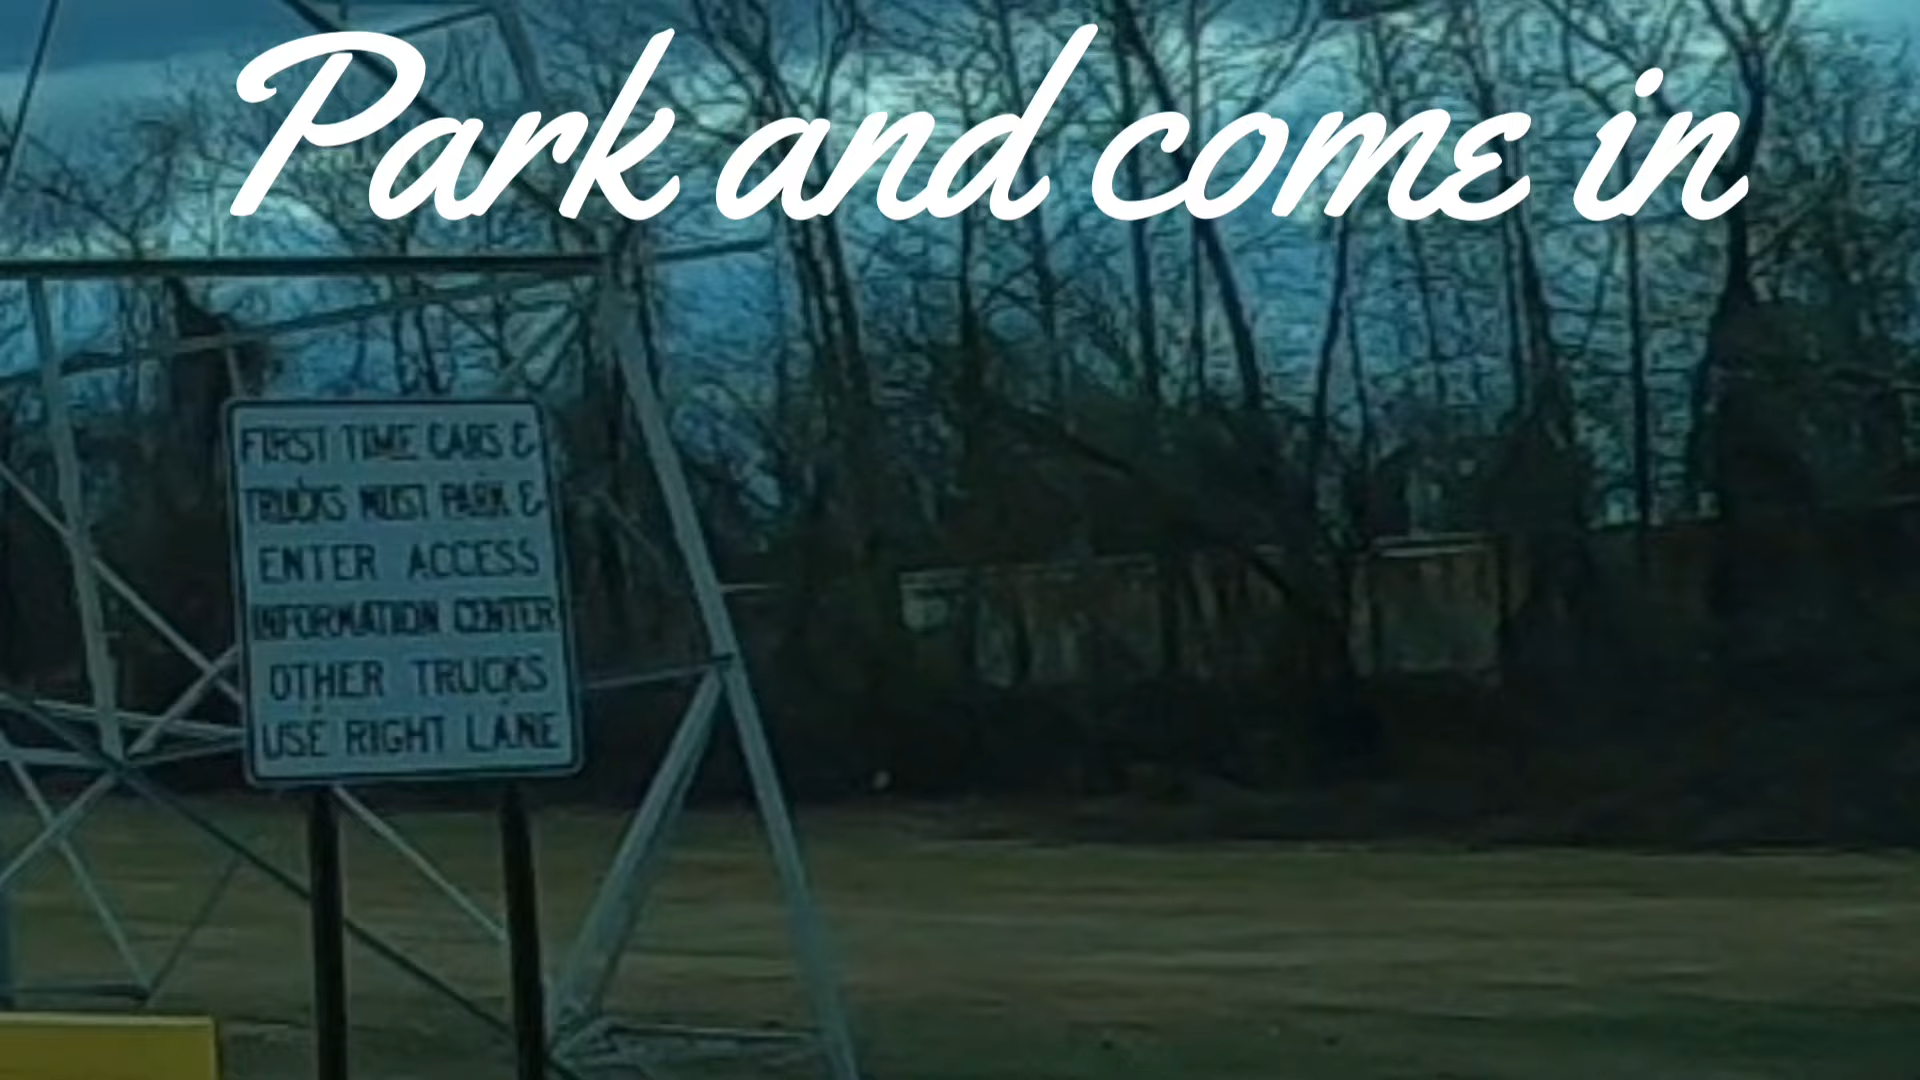 Park and come in
FIRST TIME CARS &
TRUCKS MUST PARK &
ENTER ACCESS
INFORMATION CENTER
OTHER TRUCKS
USE RIGHT LANE